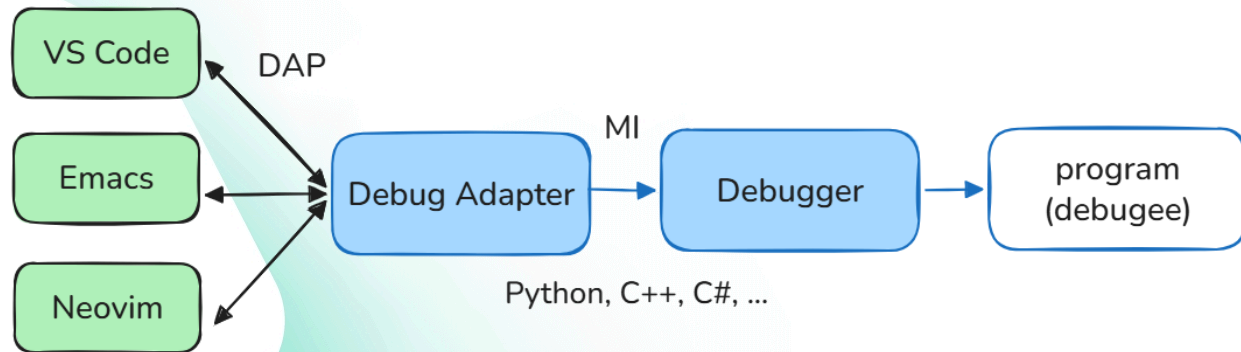 VS Code
DAP
Emacs
Neovim
Debug Adapter
MI
Debugger
program
(debugee)
Python, C++, C#, ...